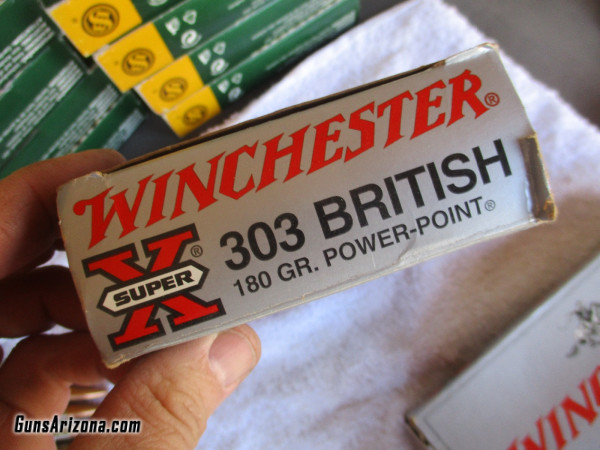 WINCHESTER®
SUPER X®
303 BRITISH
180 GR. POWER-POINT®
GunsArizona.com